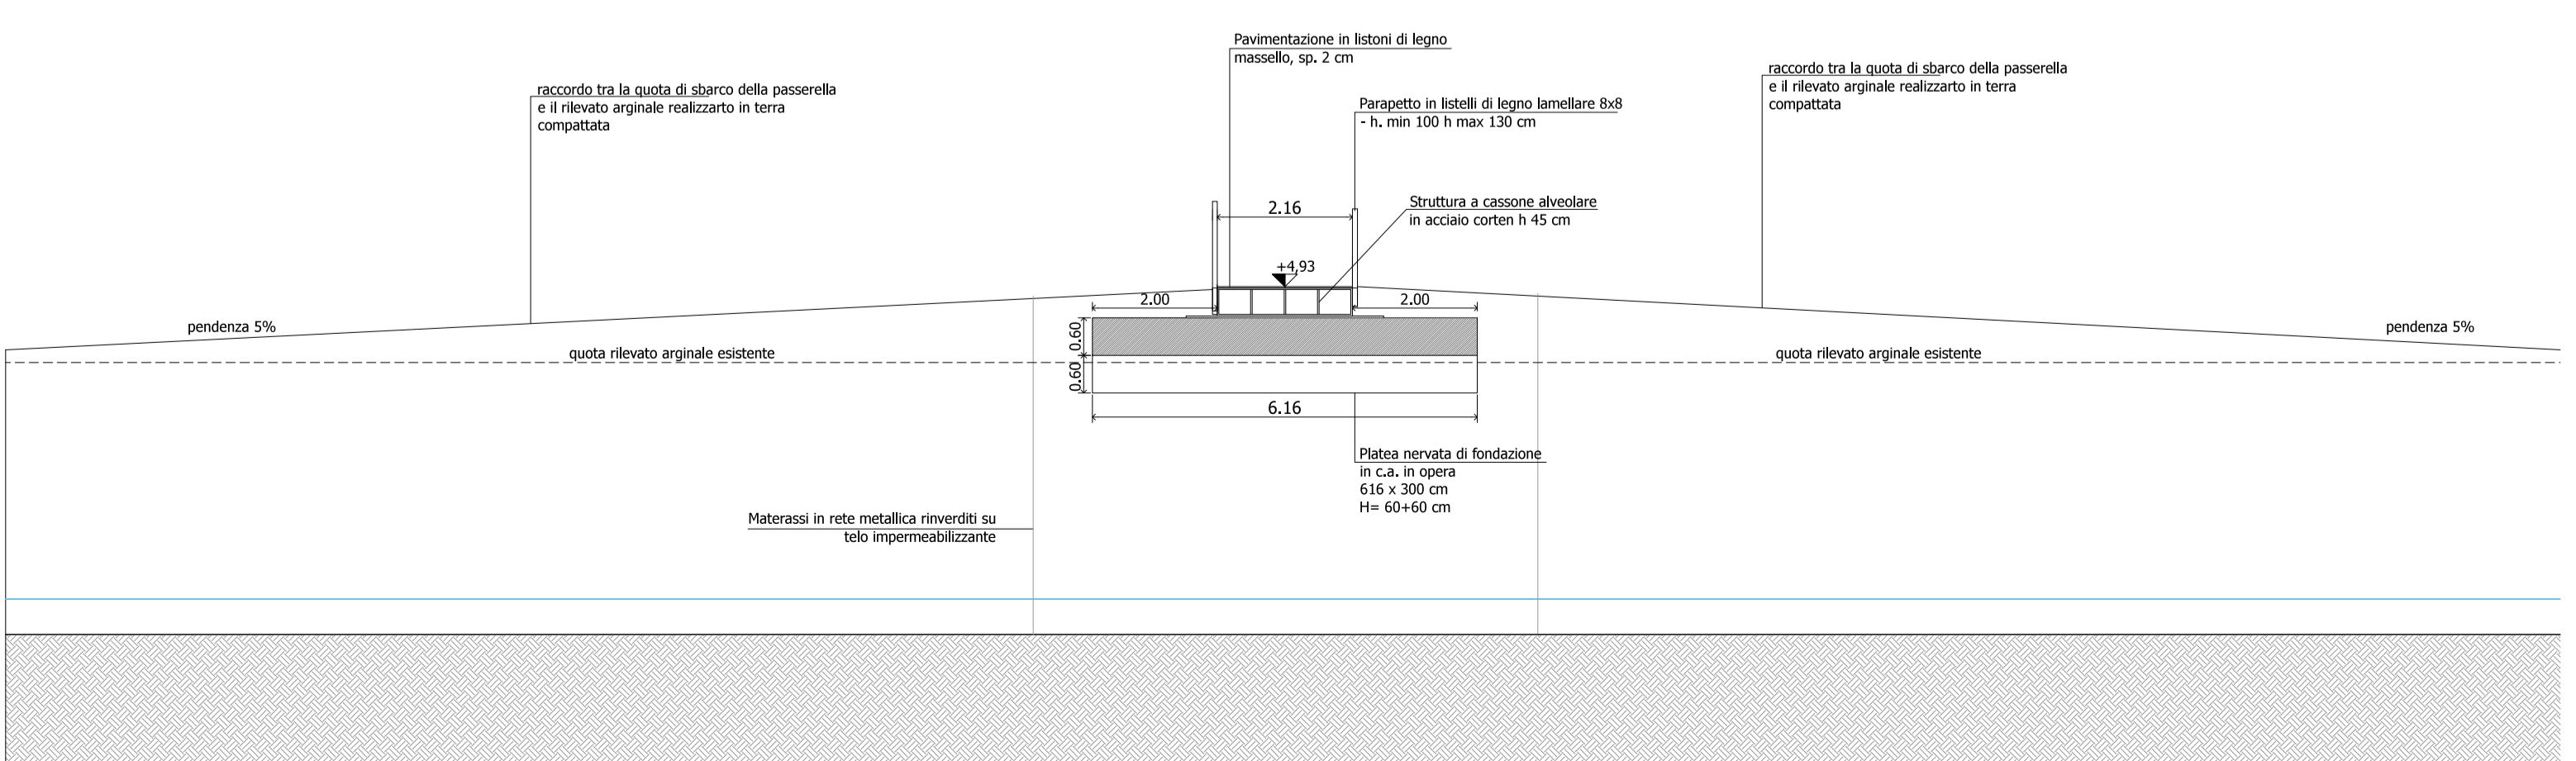 Pavimentazione in listoni di legno
massello, sp. 2 cm
raccordo tra la quota di sbarco della passerella
e il rilevato arginale realizzarto in terra
compattata
raccordo tra la quota di sbarco della passerella
e il rilevato arginale realizzarto in terra
compattata
Parapetto in listelli di legno lamellare 8x8
- h. min 100 h max 130 cm
Struttura a cassone alveolare
in acciaio corten h 45 cm
2.16
+4,93
2.00
2.00
pendenza 5%
pendenza 5%
0.60
quota rilevato arginale esistente
quota rilevato arginale esistente
0.60
6.16
Platea nervata di fondazione
in c.a. in opera
616 x 300 cm
H= 60+60 cm
Materassi in rete metallica rinverditi su
telo impermeabilizzante